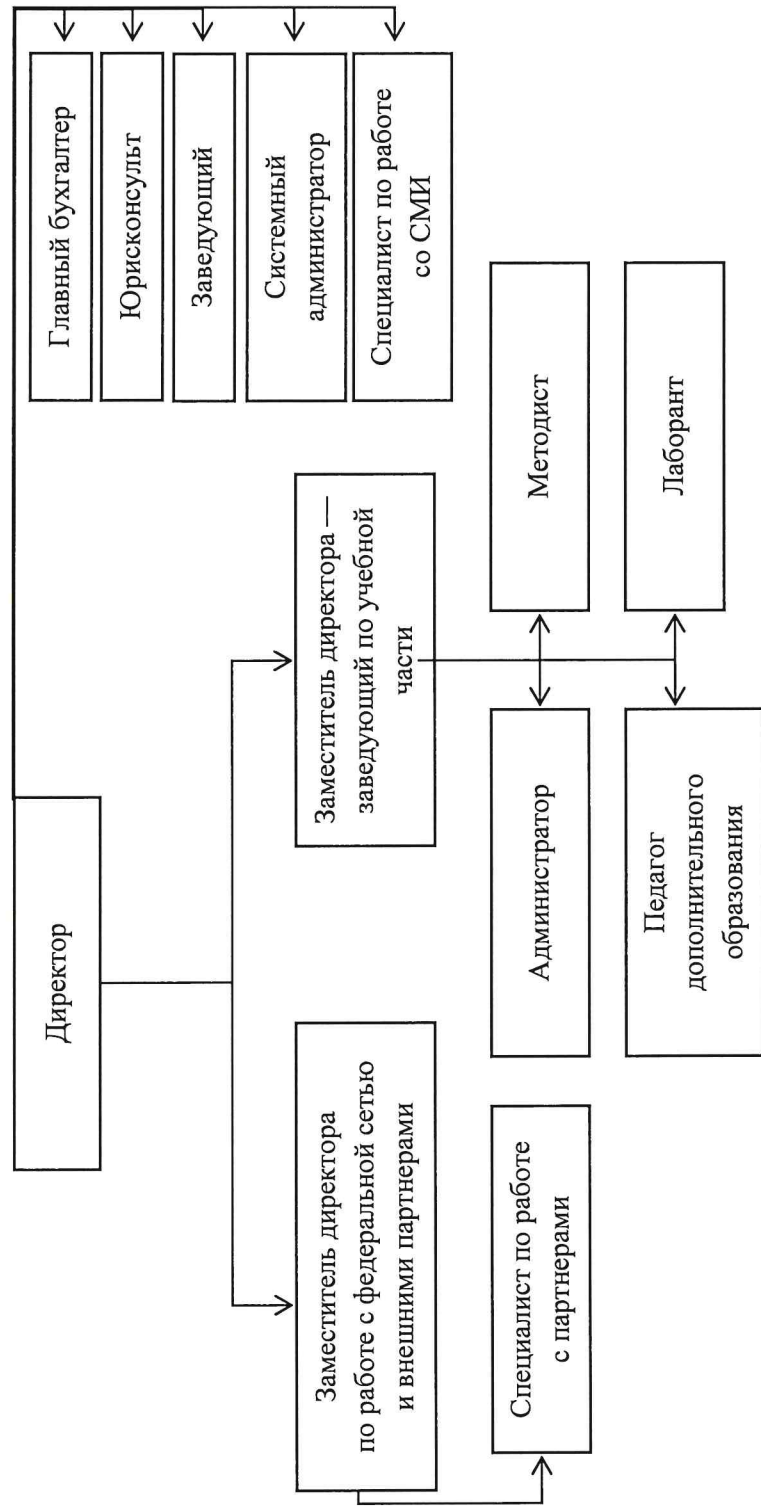 Директор
Заместитель директора
по работе с федеральной сетью
и внешними партнерами
Заместитель директора —
заведующий по учебной
части
Главный бухгалтер
Юрисконсульт
Заведующий
Системный
администратор
Специалист по работе
со СМИ
Специалист по работе
с партнерами
Администратор
Методист
Педагог
дополнительного
образования
Лаборант